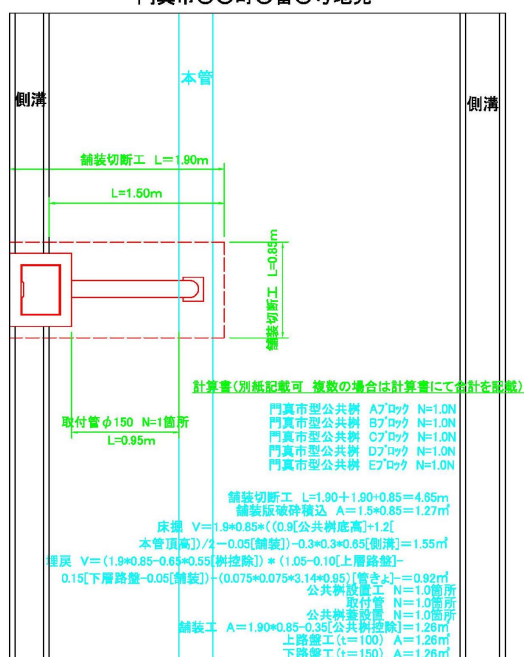 門真市〇〇町〇番〇号地先
本管
側溝
側溝
舗装切断工 L=1.90m
L=1.50m
舗装切断工 L=0.85m
計算書(別紙記載可 複数の場合は計算書にて合計を記載)
取付管φ150 N=1箇所
L=0.95m
門真市型公共桝 Aブロック N=1.0N
門真市型公共桝 Bブロック N=1.0N
門真市型公共桝 Cブロック N=1.0N
門真市型公共桝 Dブロック N=1.0N
門真市型公共桝 Eブロック N=1.0N
舗装切断工 L=1.90+1.90+0.85=4.65m
舗装版破砕積込 A=1.5*0.85=1.27㎡
床掘 V=1.9*0.85*((0.9[公共桝底高]+1.2[
本管頂高])/2-0.05[舗装])-0.3*0.3*0.65[側溝]=1.55㎥
埋戻 V=(1.9*0.85-0.65*0.55[桝控除])*(1.05-0.10[上層路盤]-
0.15[下層路盤-0.05[舗装])-(0.075*0.075*3.14*0.95)[管きょ]-=0.92㎥
公共桝設置工 N=1.0箇所
取付管 N=1.0箇所
公共桝蓋設置 N=1.0箇所
舗装工 A=1.90*0.85-0.35[公共桝控除]=1.26㎡
上路盤工(t=100) A=1.26㎡
下路盤工(t=150) A=1.26㎡